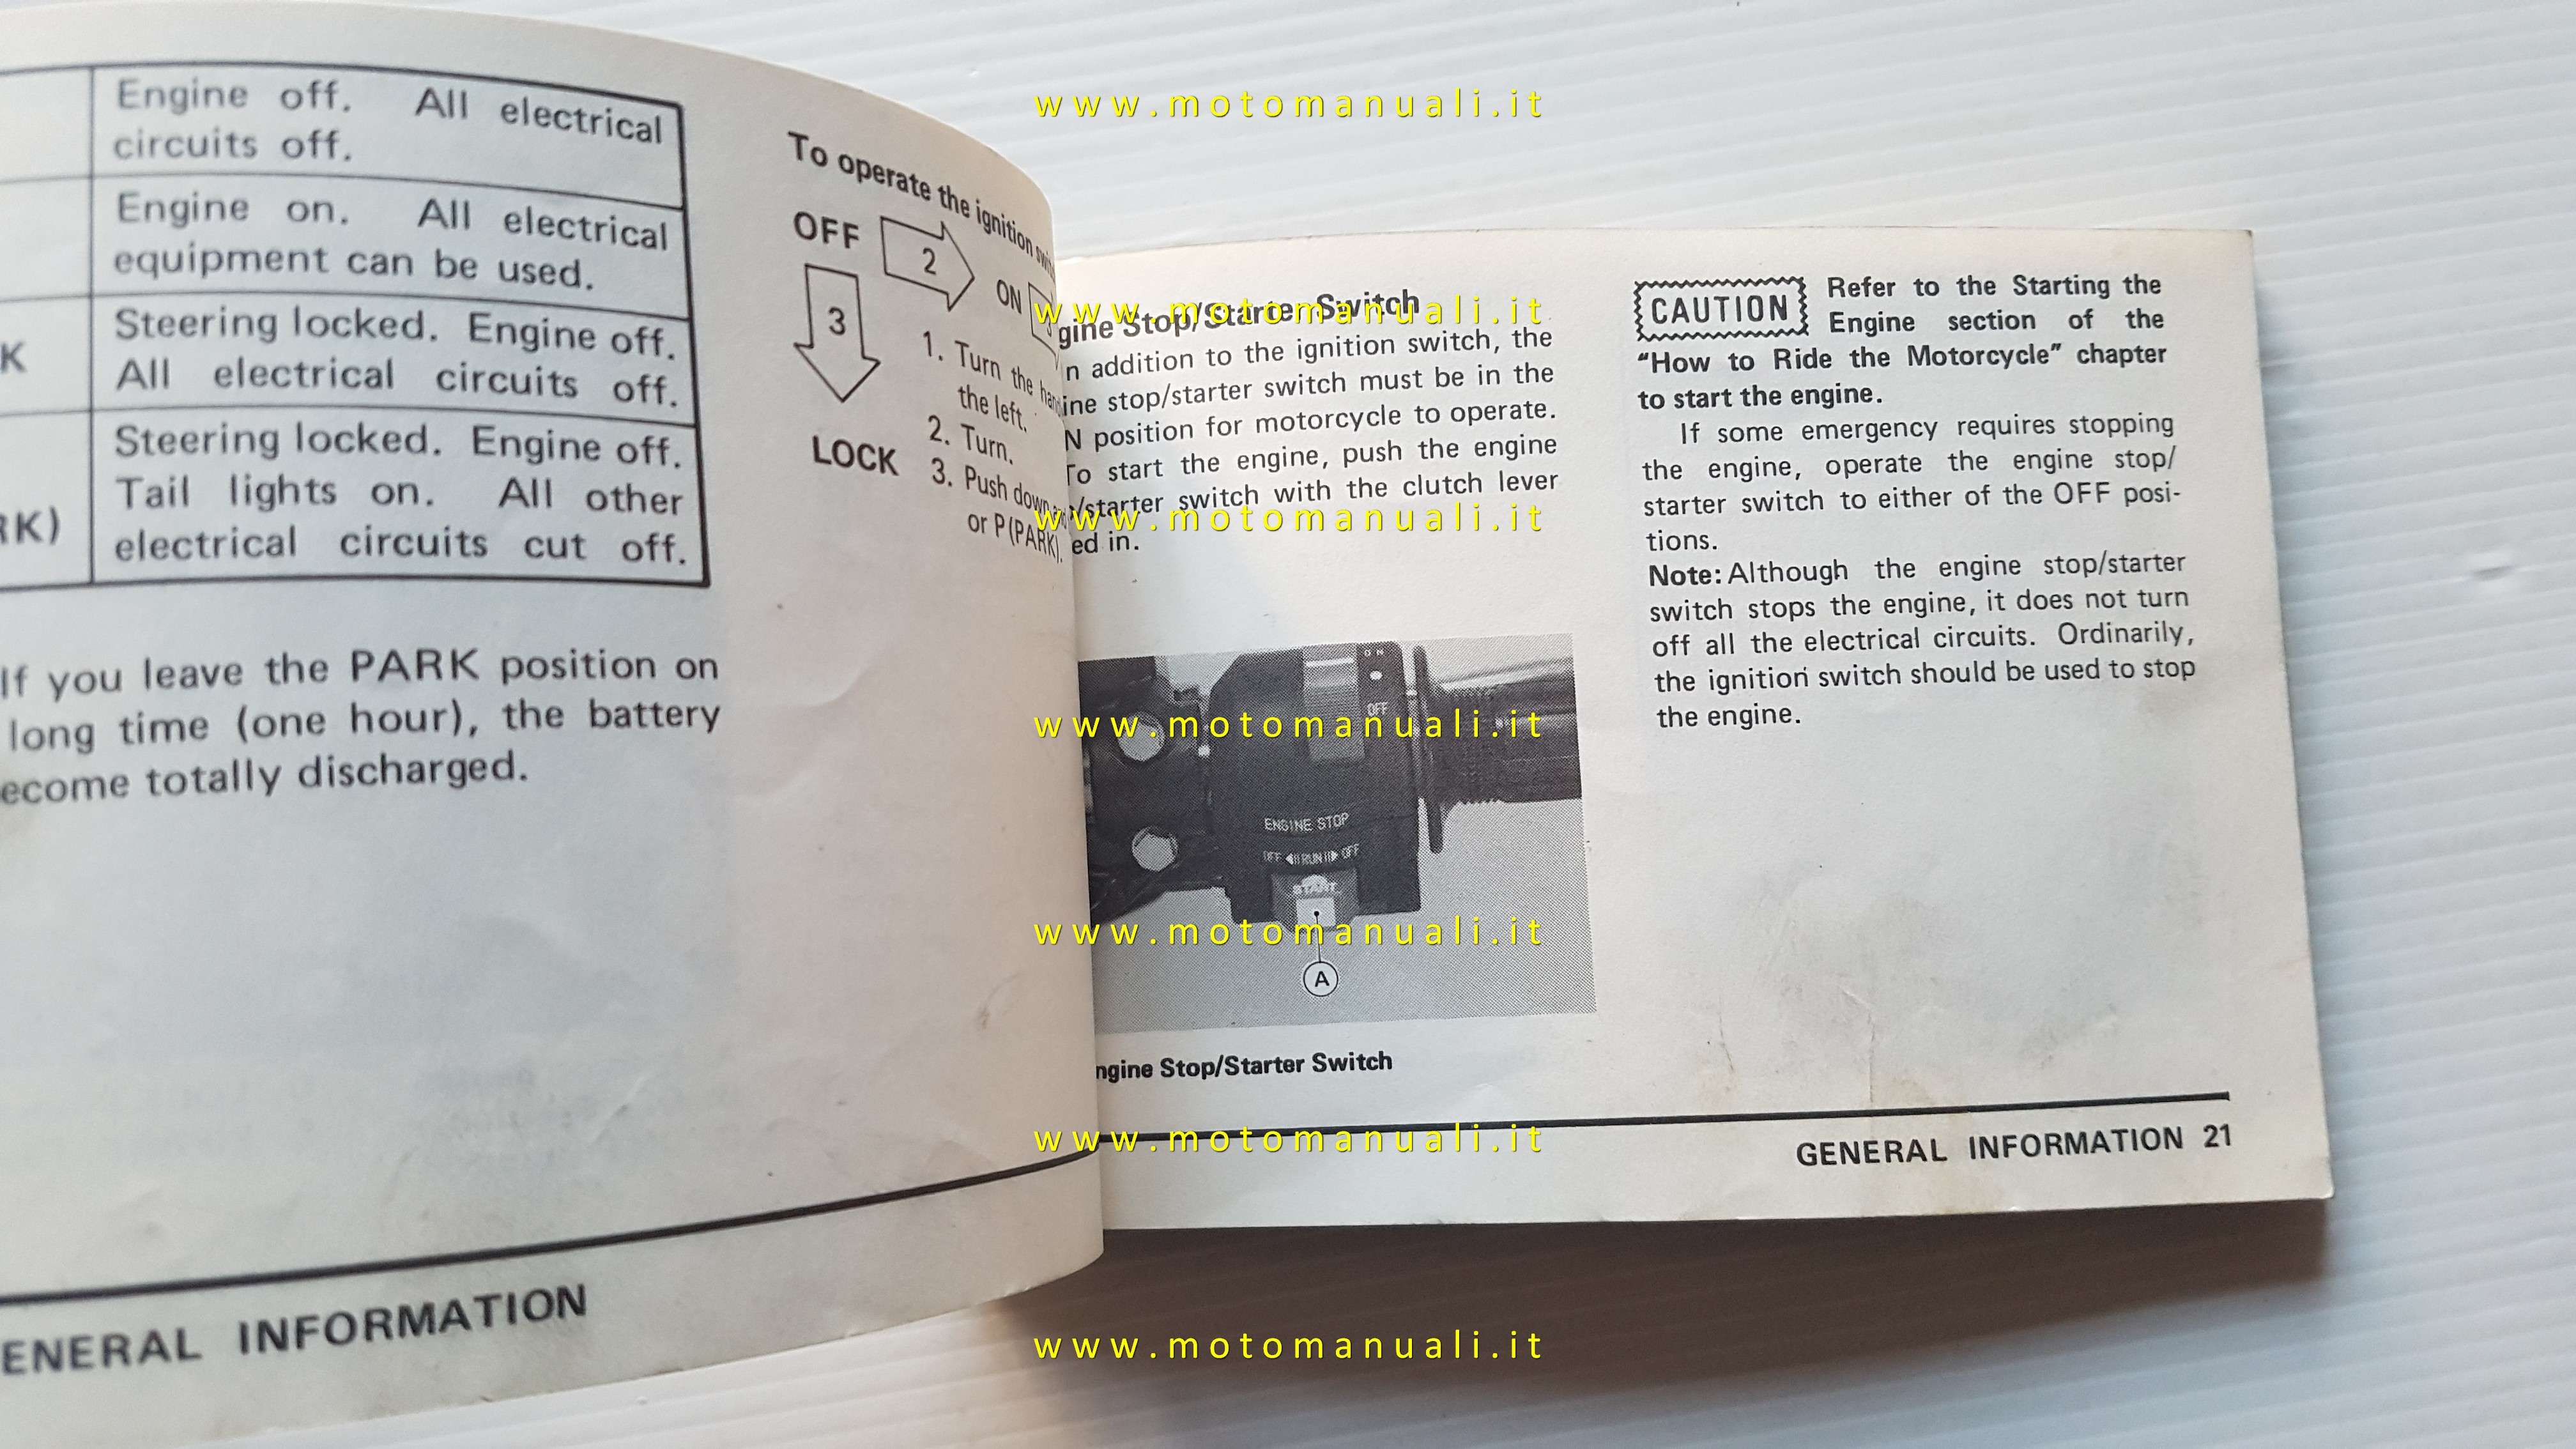 Engine off. All electrical
circuits off.
Engine on. All electrical
equipment can be used.
K
Steering locked. Engine off.
All electrical circuits off.
RK)
Steering locked. Engine off.
Tail lights on. All other
electrical circuits cut off.
If you leave the PARK position on
long time (one hour), the battery
ecome totally discharged.
To operate the ignition
OFF
2
ON
3
LOCK
1. Turn the
the left.
2. Turn.
3. Push down
or P(PARK).
ENERAL INFORMATION
gine Stop/Starter Switch
n addition to the ignition switch, the
ine stop/starter switch must be in the
N position for motorcycle to operate.
To start the engine, push the engine
/starter switch with the clutch lever
ed in.
ON
OFF
ENGINE STOP
OFF RUN OFF
START
A
ngine Stop/Starter Switch
CAUTION Refer to the Starting the
Engine section of the
“How to Ride the Motorcycle” chapter
to start the engine.
If some emergency requires stopping
the engine, operate the engine stop/
starter switch to either of the OFF posi-
tions.
Note: Although the engine stop/starter
switch stops the engine, it does not turn
off all the electrical circuits. Ordinarily,
the ignition switch should be used to stop
the engine.
GENERAL INFORMATION 21
www.motomanuali.it
www.motomanuali.it
www.motomanuali.it
www.motomanuali.it
www.motomanuali.it
www.motomanuali.it
www.motomanuali.it